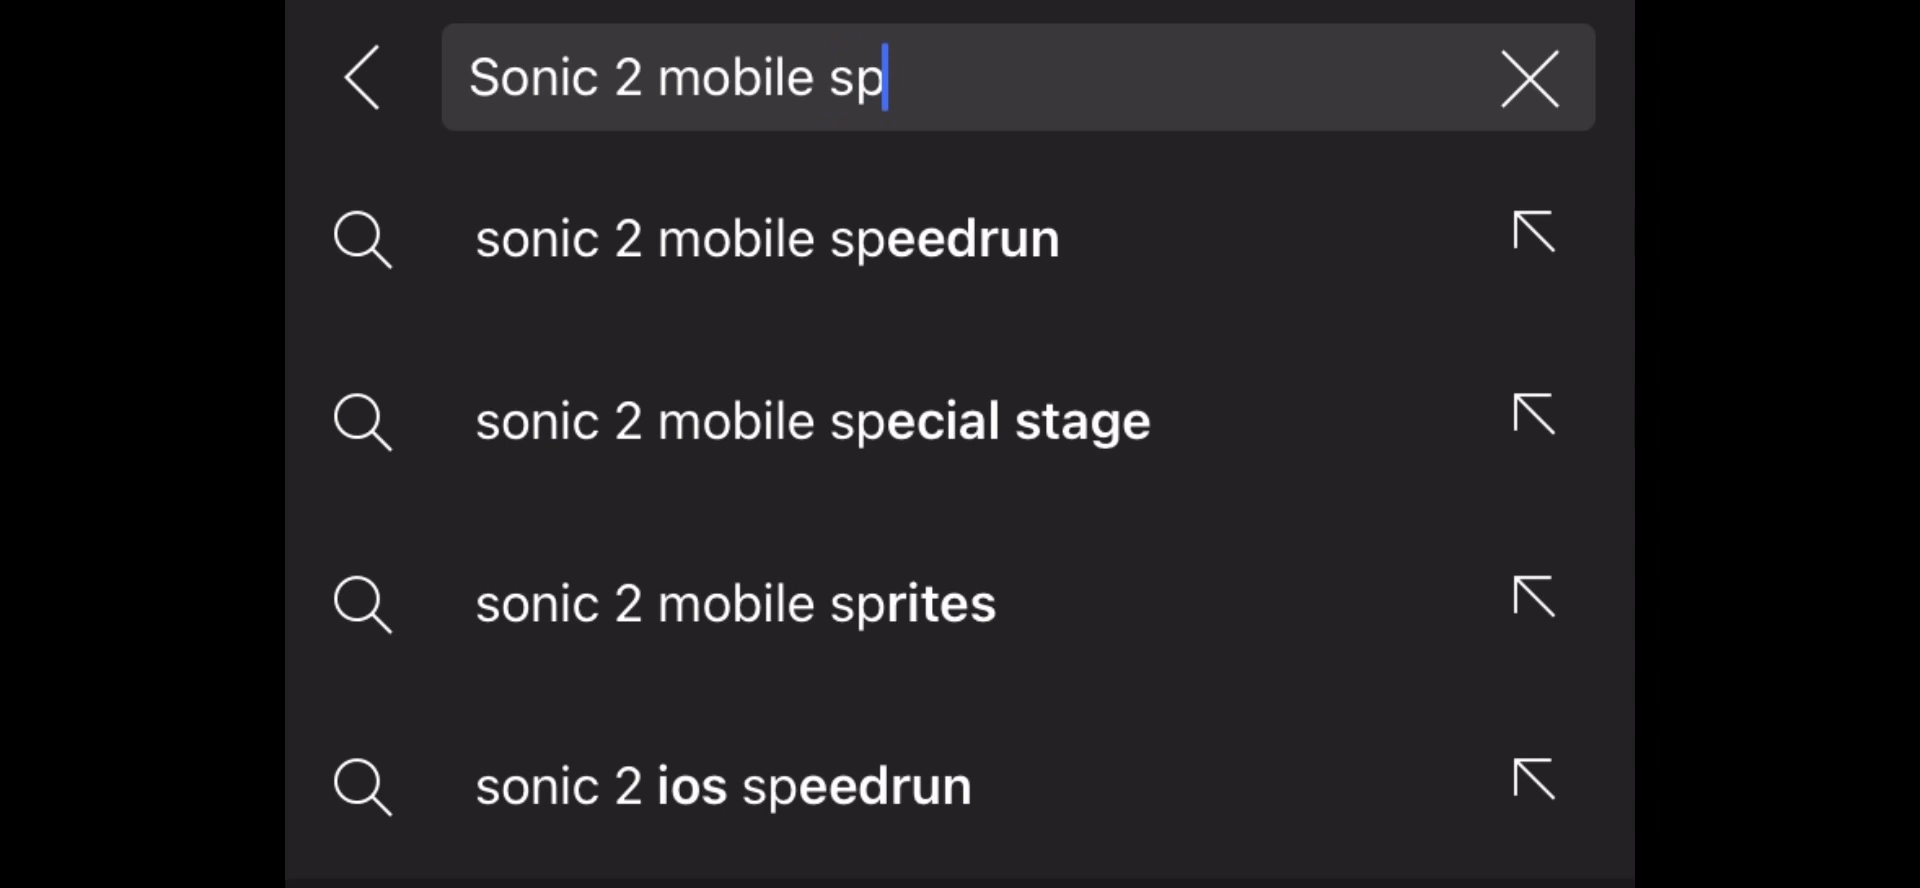 Sonic 2 mobile sp
sonic 2 mobile speedrun
sonic 2 mobile special stage
sonic 2 mobile sprites
sonic 2 ios speedrun